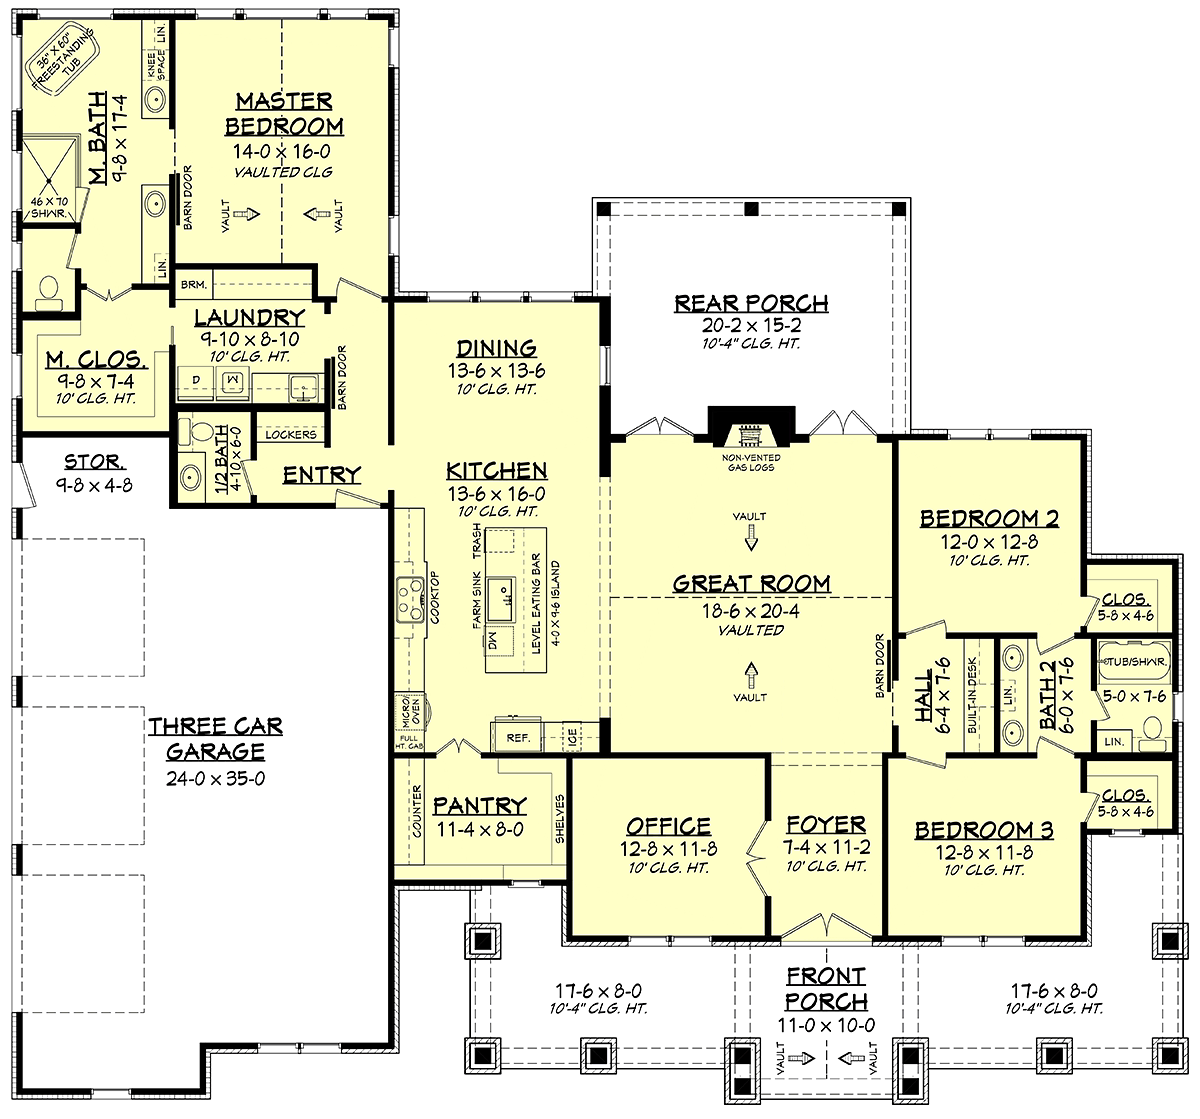 36" X 60"
FREESTANDING
TUB
LIN.
KNEE
SPACE
M. BATH
9-8 x 17-4
46 X 70
SHWR.
LIN.
MASTER
BEDROOM
14-0 x 16-0
VAULTED CLG
BARN DOOR
VAULT
VAULT
BRM.
LAUNDRY
9-10 x 8-10
10' CLG. HT.
D
W
BARN DOOR
M. CLOS.
9-8 x 7-4
10' CLG. HT.
STOR.
9-8 x 4-8
1/2 BATH
4-10 x 6-0
LOCKERS
ENTRY
DINING
13-6 x 13-6
10' CLG. HT.
KITCHEN
13-6 x 16-0
10' CLG. HT.
COOKTOP
TRASH
FARM SINK
DW
LEVEL EATING BAR
4-0 x 9-6 ISLAND
MICRO/
OVEN
FULL
HT. CAB
REF.
ICE
REAR PORCH
20-2 x 15-2
10'-4" CLG. HT.
NON-VENTED
GAS LOGS
VAULT
GREAT ROOM
18-6 x 20-4
VAULTED
VAULT
BARN DOOR
BEDROOM 2
12-0 x 12-8
10' CLG. HT.
CLOS.
5-8 x 4-6
HALL
6-4 x 7-6
BUILT-IN DESK
LIN.
BATH 2
6-0 x 7-6
TUB/SHWR.
5-0 x 7-6
LIN.
THREE CAR
GARAGE
24-0 x 35-0
COUNTER
PANTRY
11-4 x 8-0
SHELVES
OFFICE
12-8 x 11-8
10' CLG. HT.
FOYER
7-4 x 11-2
10' CLG. HT.
BEDROOM 3
12-8 x 11-8
10' CLG. HT.
CLOS.
5-8 x 4-6
17-6 x 8-0
10'-4" CLG. HT.
FRONT
PORCH
11-0 x 10-0
VAULT
VAULT
17-6 x 8-0
10'-4" CLG. HT.